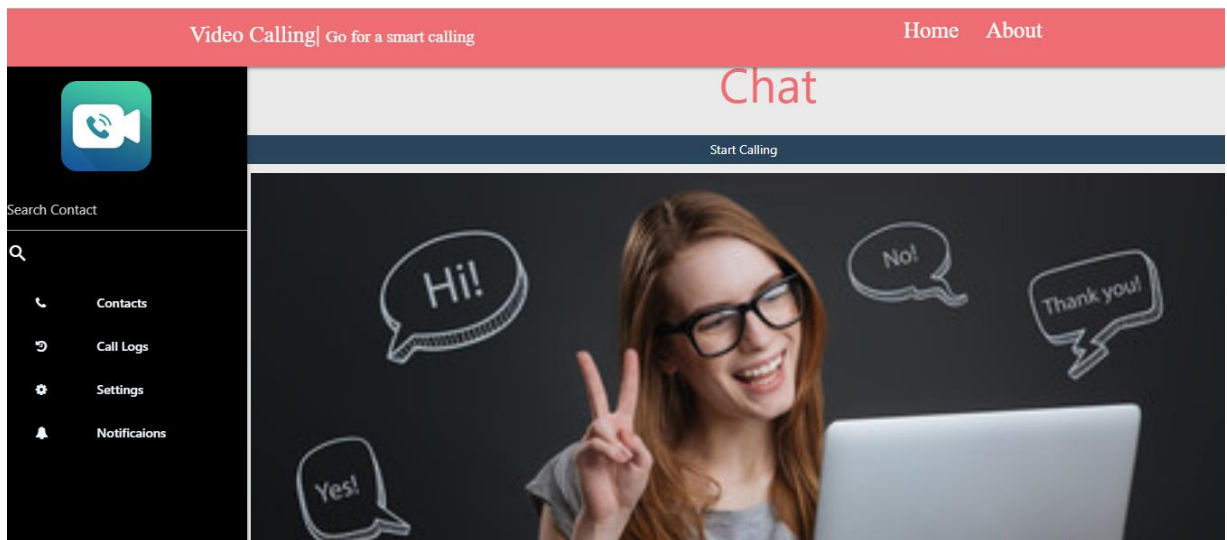 Video Calling| Go for a smart calling
Home About
Chat
Start Calling
Search Contact
Contacts
Call Logs
Settings
Notificaions
Hi!
No!
Thank you!
Yes!